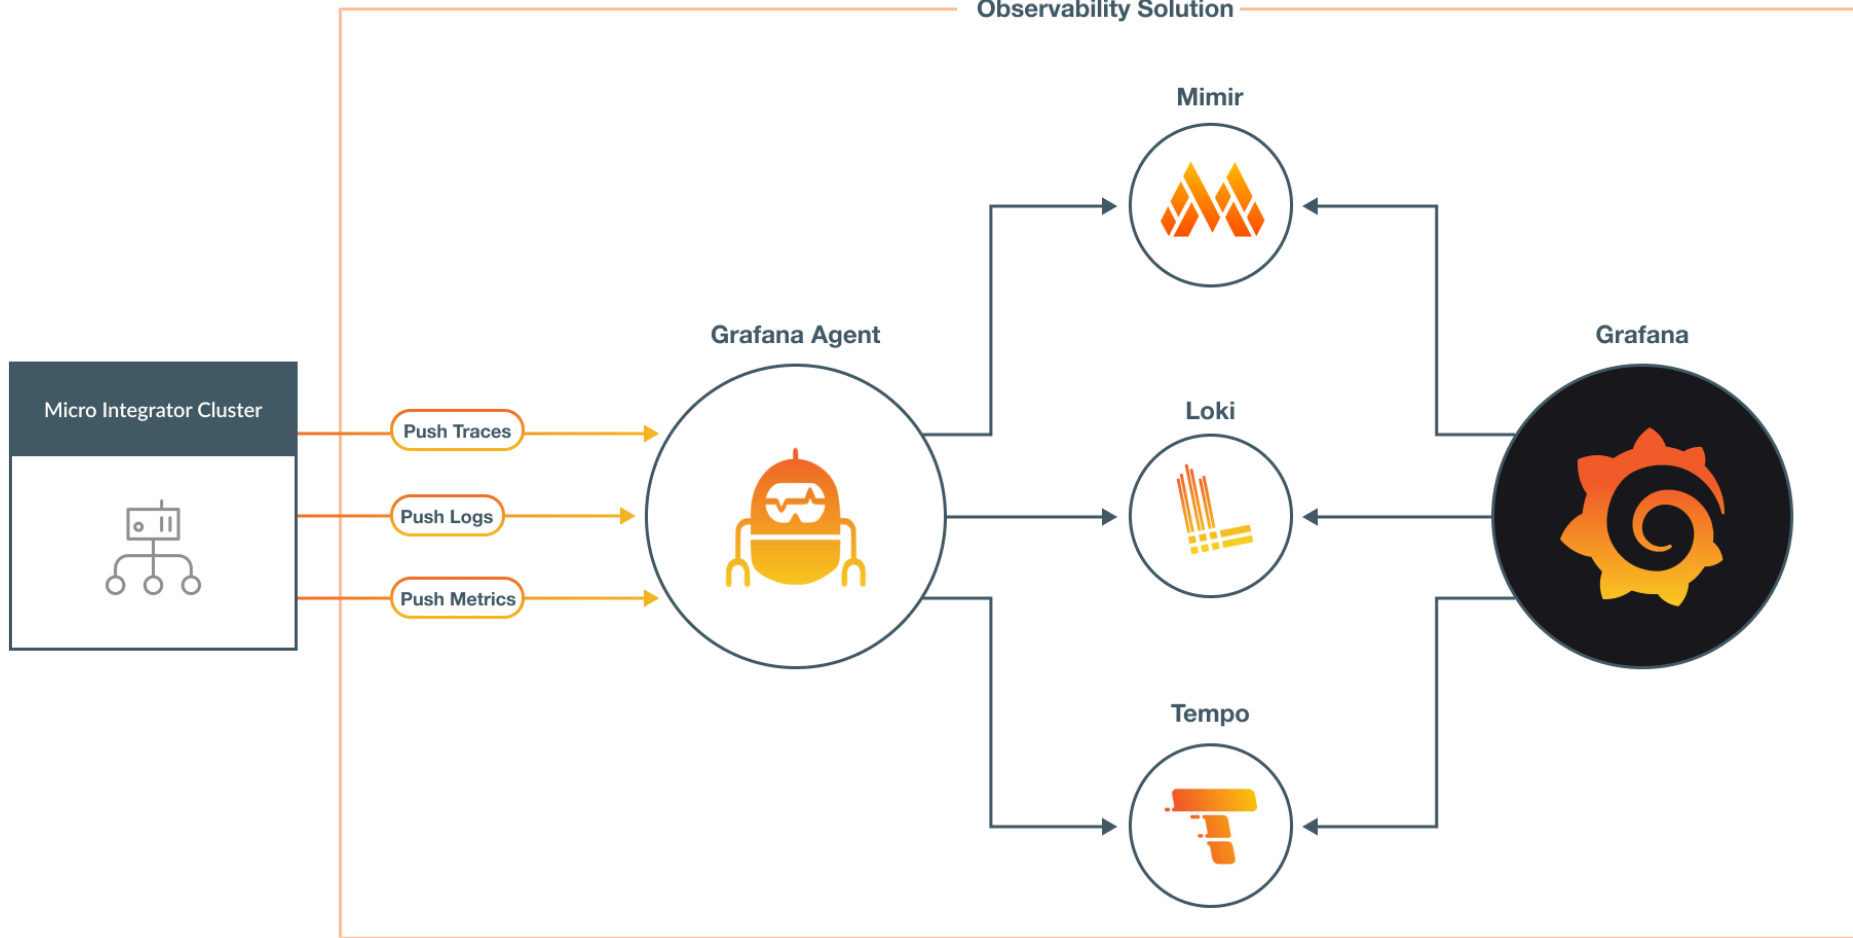 Observability Solution
Mimir
Grafana Agent
Grafana
Micro Integrator Cluster
Push Traces
Loki
Push Logs
Push Metrics
Tempo